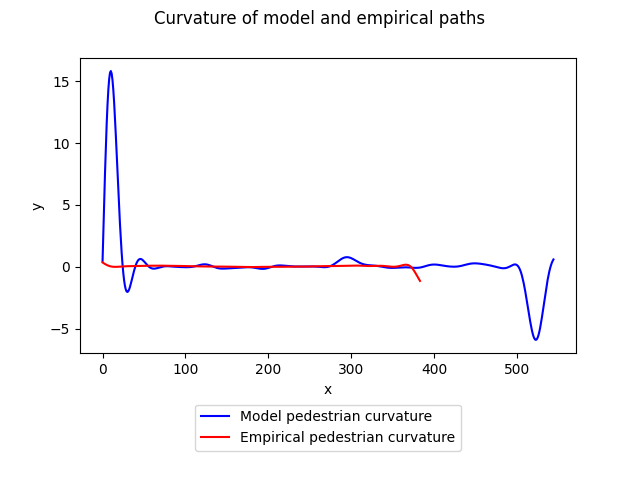 Curvature of model and empirical paths
15
10
5
0
−5
y
0 100 200 300 400 500
x
Model pedestrian curvature
Empirical pedestrian curvature